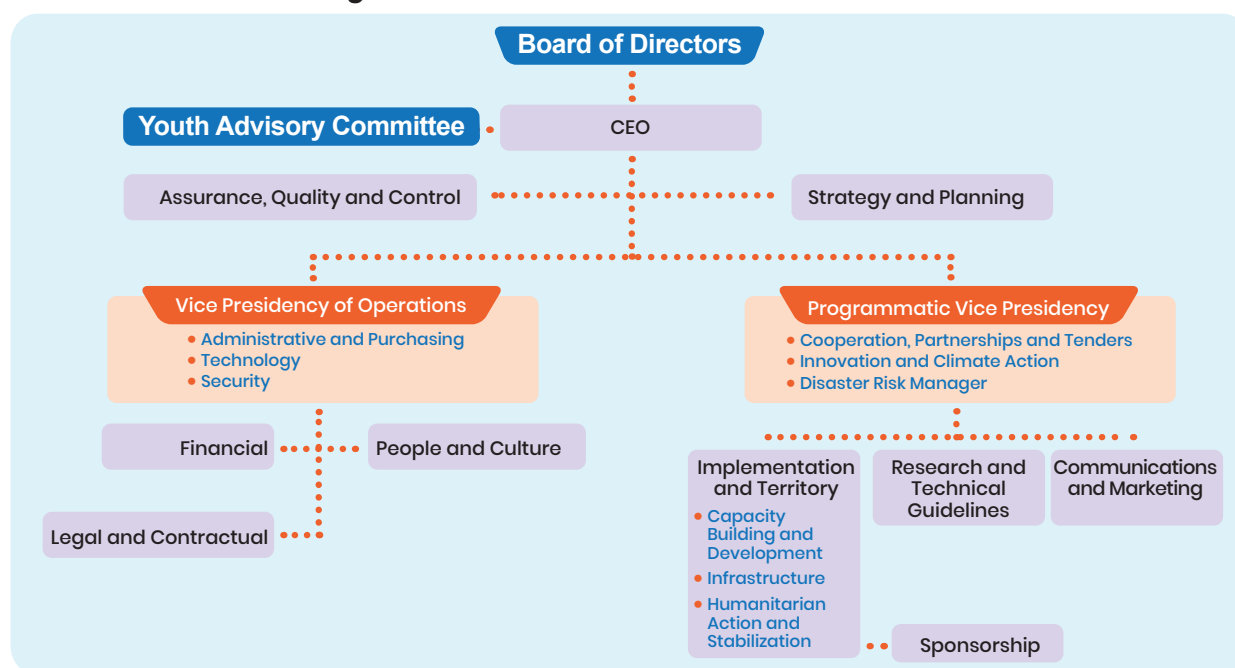 Board of Directors
Youth Advisory Committee
CEO
Assurance, Quality and Control
Strategy and Planning
Vice Presidency of Operations
• Administrative and Purchasing
• Technology
• Security
Programmatic Vice Presidency
• Cooperation, Partnerships and Tenders
• Innovation and Climate Action
• Disaster Risk Manager
Financial
People and Culture
Legal and Contractual
Implementation
and Territory
• Capacity
Building and
Development
• Infrastructure
• Humanitarian
Action and
Stabilization
Research and
Technical
Guidelines
Communications
and Marketing
Sponsorship